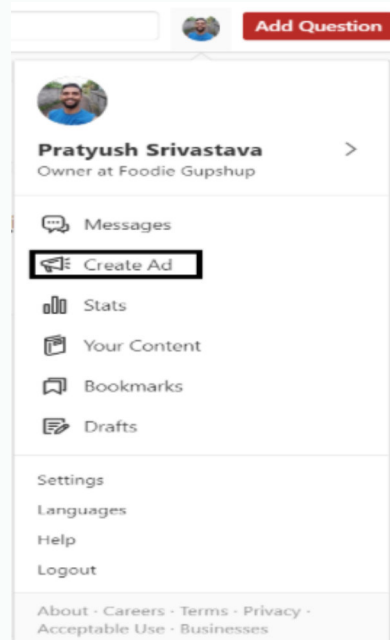 Add Question
Pratyush Srivastava
Owner at Foodie Gupshup
Messages
Create Ad
Stats
Your Content
Bookmarks
Drafts
Settings
Languages
Help
Logout
About · Careers · Terms · Privacy ·
Acceptable Use · Businesses